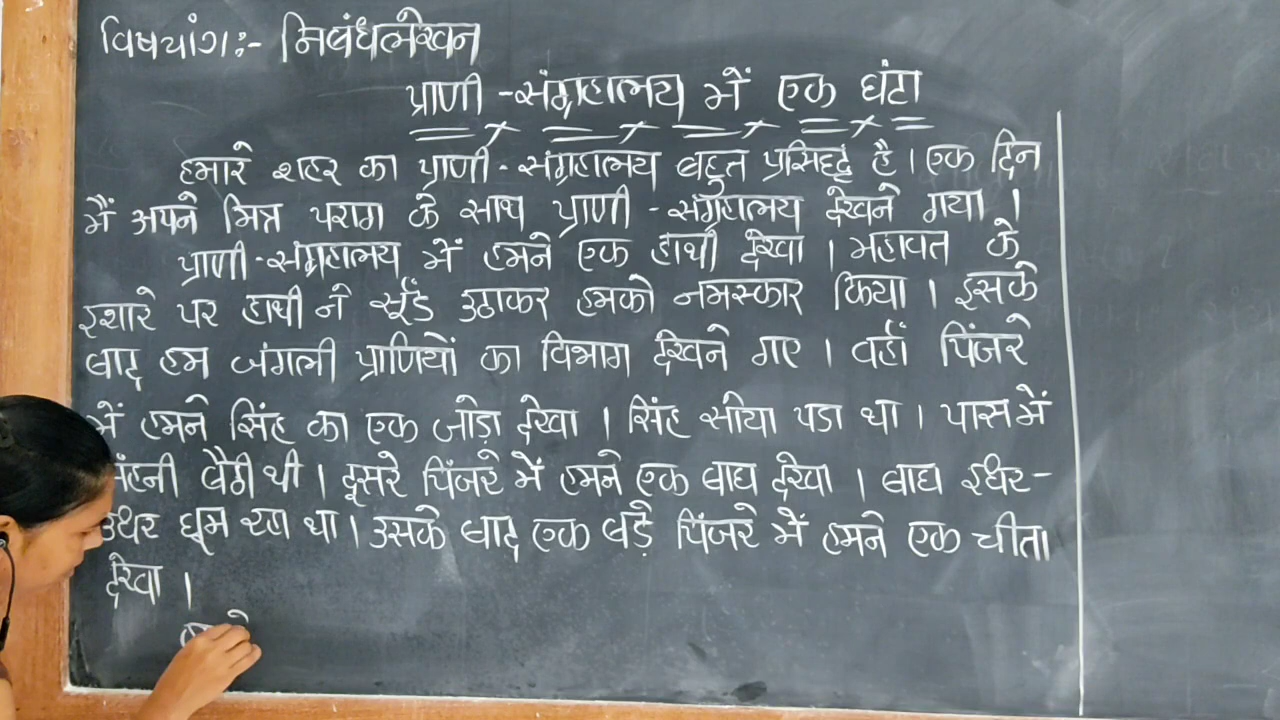 विषयांश:- निबंधलेखन
प्राणी-संग्रहालय में एक घंटा
हमारे शहर का प्राणी-संग्रहालय बहुत प्रसिद्ध है । एक दिन
मैं अपने मित्र पराग के साथ प्राणी-संग्रहालय देखने गया ।
प्राणी-संग्रहालय में हमने एक हाथी देखा । महावत के
इशारे पर हाथी ने सूँड उठाकर हमको नमस्कार किया । इसके
बाद हम जंगली प्राणियों का विभाग देखने गए । वहाँ पिंजरे
में हमने सिंह का एक जोड़ा देखा । सिंह सोया पडा था । पास में
बैठी थी । दूसरे पिंजरे में हमने एक बाघ देखा । बाघ इधर-
उधर घूम रहा था । उसके बाद एक बड़े पिंजरे में हमने एक चीता
देखा ।